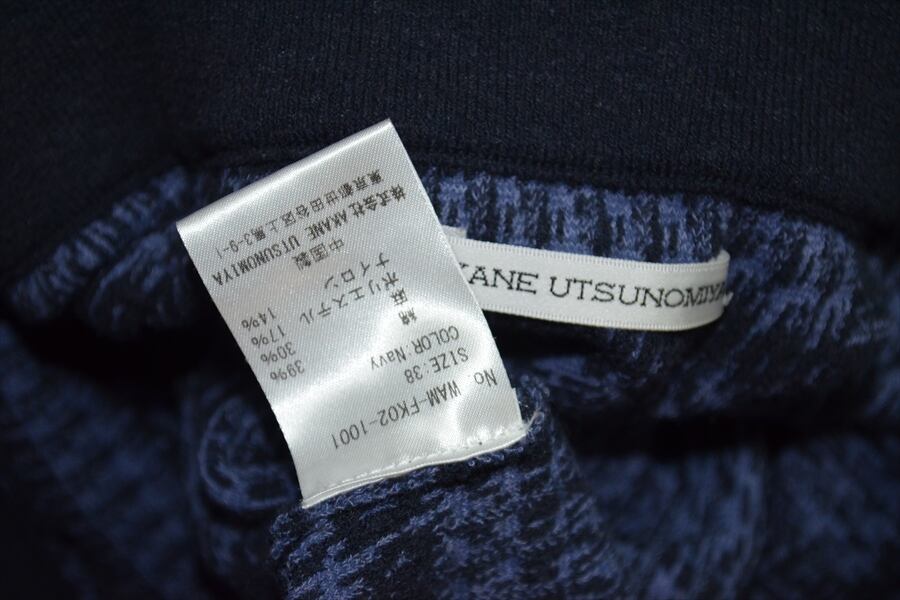 No. WAM-FK02-1001
SIZE: 38
COLOR: Navy
綿 39%
麻 30%
ポリエステル 17%
ナイロン 14%
中国製
株式会社 AKANE UTSUNOMIYA
東京都世田谷区上馬3-9-1
KANE UTSUNOMIYA